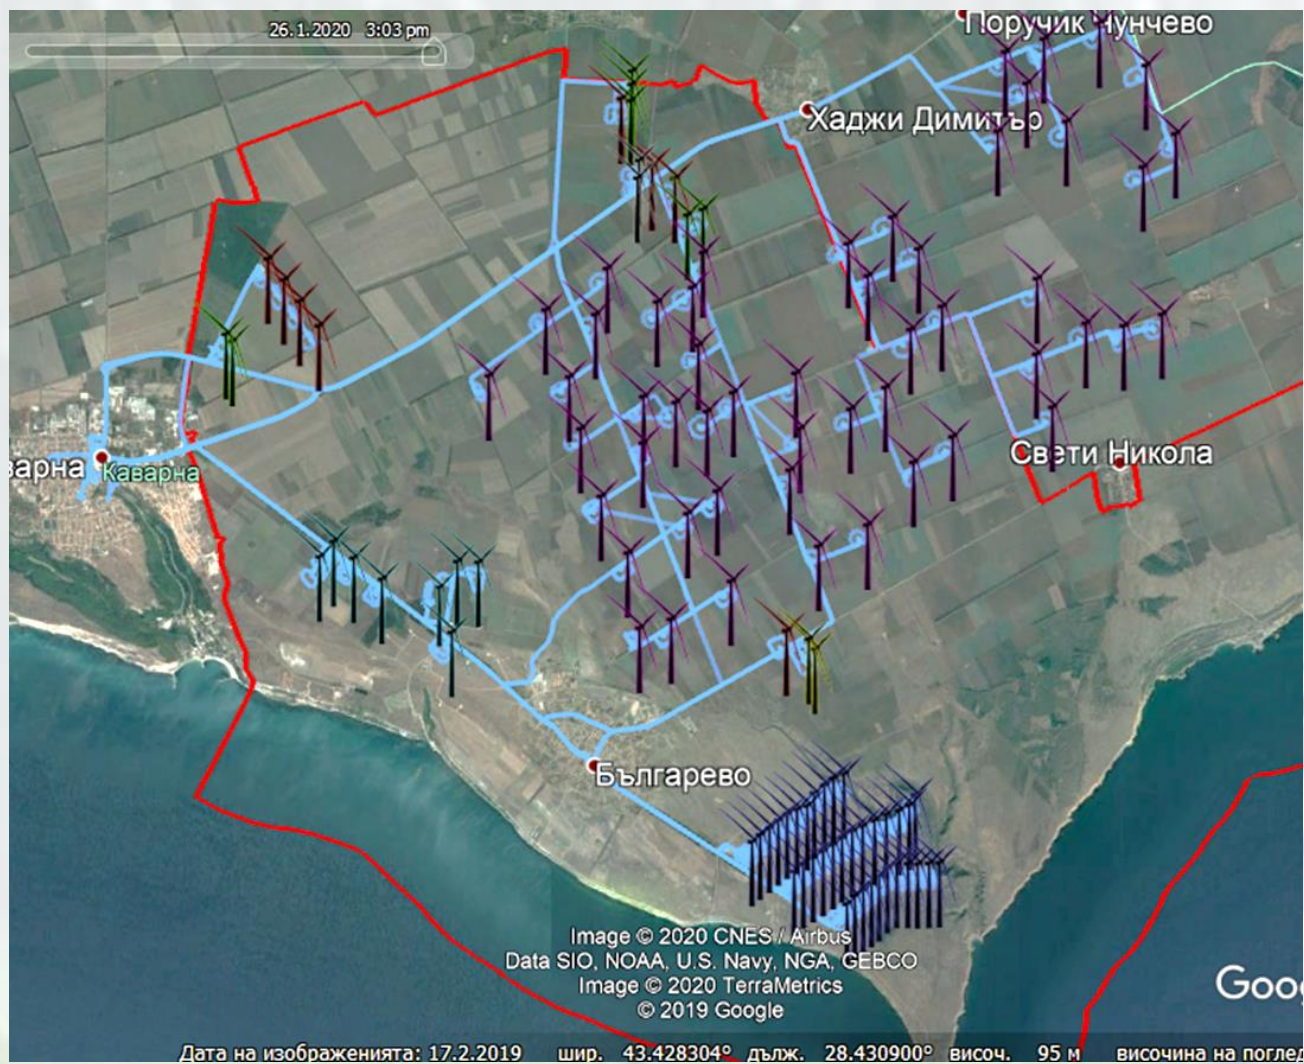 26.1.2020 3:03 pm
Поручик Чунчево
Хаджи Димитър
Свети Никола
варна
Каварна
Българево
Image © 2020 CNES / Airbus
Data SIO, NOAA, U.S. Navy, NGA, GEBCO
Image © 2020 TerraMetrics
© 2019 Google
Goog
Дата на изображенията: 17.2.2019 шир. 43.428304° дълж. 28.430900° височ. 95 м височина на поглед